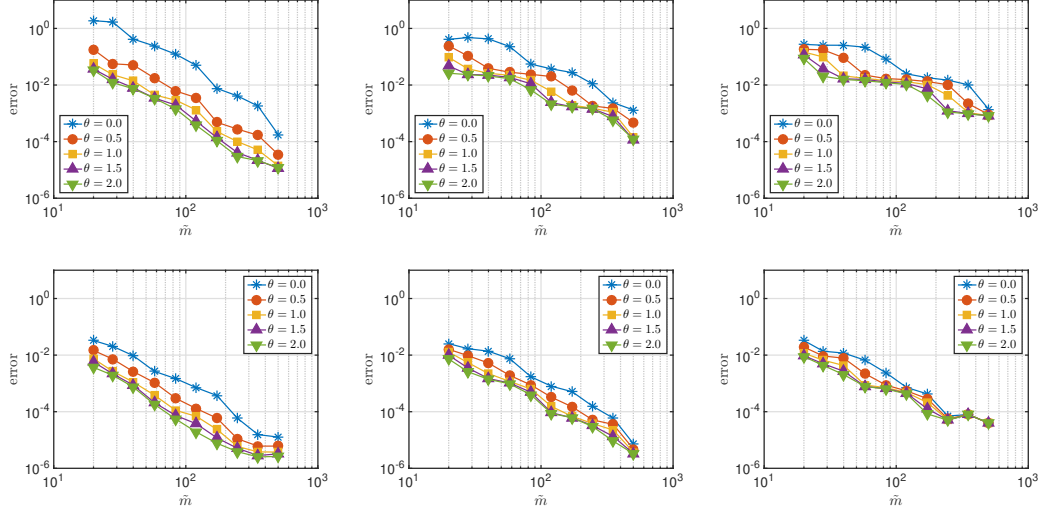 error
10^0
10^-2
10^-4
10^-6
θ = 0.0
θ = 0.5
θ = 1.0
θ = 1.5
θ = 2.0
10^1 10^2 10^3
m̃
error
10^0
10^-2
10^-4
10^-6
θ = 0.0
θ = 0.5
θ = 1.0
θ = 1.5
θ = 2.0
10^1 10^2 10^3
m̃
error
10^0
10^-2
10^-4
10^-6
θ = 0.0
θ = 0.5
θ = 1.0
θ = 1.5
θ = 2.0
10^1 10^2 10^3
m̃
error
10^0
10^-2
10^-4
10^-6
θ = 0.0
θ = 0.5
θ = 1.0
θ = 1.5
θ = 2.0
10^1 10^2 10^3
m̃
error
10^0
10^-2
10^-4
10^-6
θ = 0.0
θ = 0.5
θ = 1.0
θ = 1.5
θ = 2.0
10^1 10^2 10^3
m̃
error
10^0
10^-2
10^-4
10^-6
θ = 0.0
θ = 0.5
θ = 1.0
θ = 1.5
θ = 2.0
10^1 10^2 10^3
m̃